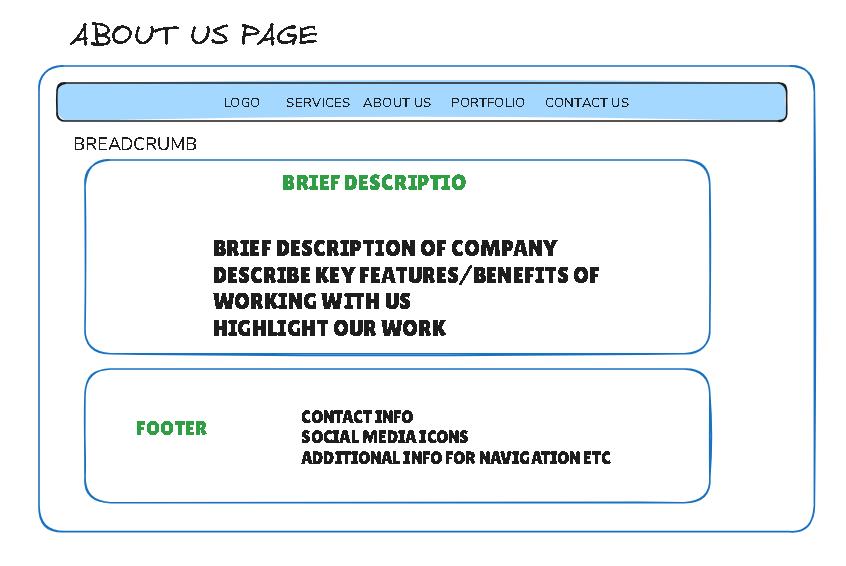 ABOUT US PAGE
LOGO SERVICES ABOUT US PORTFOLIO CONTACT US
BREADCRUMB
BRIEF DESCRIPTIO
BRIEF DESCRIPTION OF COMPANY
DESCRIBE KEY FEATURES/BENEFITS OF
WORKING WITH US
HIGHLIGHT OUR WORK
FOOTER
CONTACT INFO
SOCIAL MEDIA ICONS
ADDITIONAL INFO FOR NAVIGATION ETC